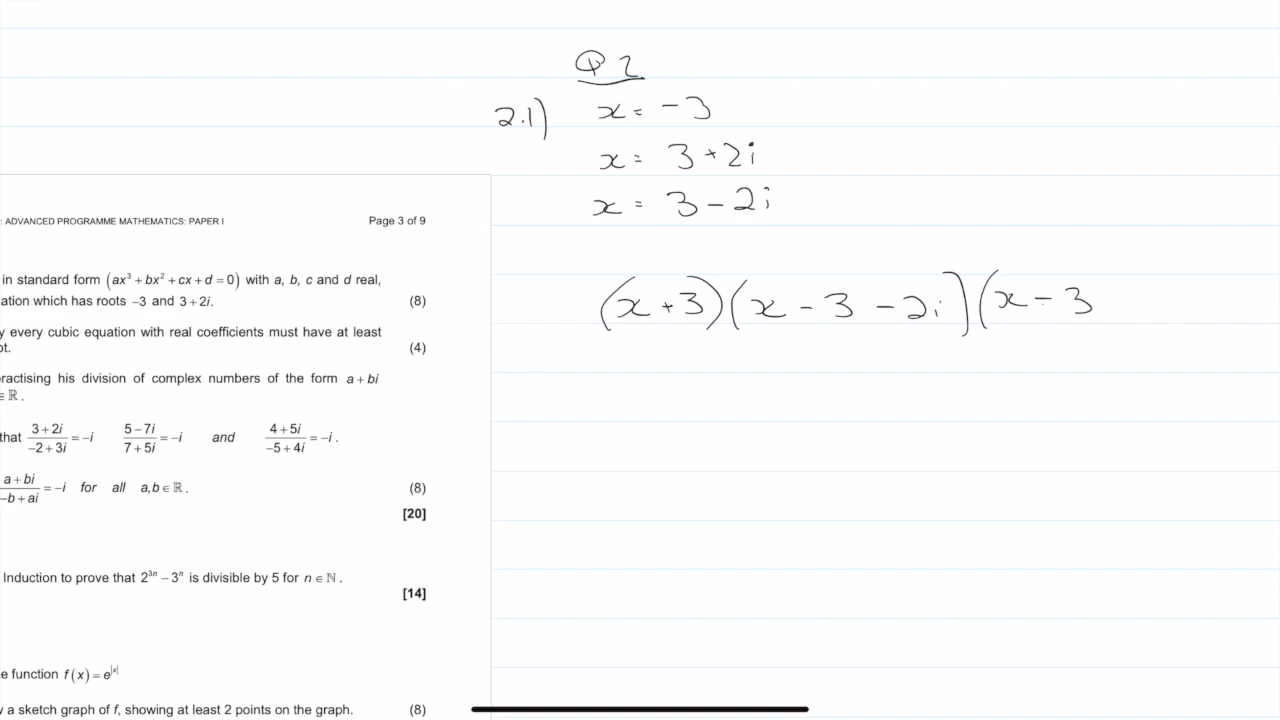 Q 2
2.1) x = -3
x = 3 + 2i
x = 3 - 2i
(x + 3)(x - 3 - 2i)(x - 3
: ADVANCED PROGRAMME MATHEMATICS: PAPER I Page 3 of 9
in standard form (ax³ + bx² + cx + d = 0) with a, b, c and d real,
ation which has roots −3 and 3 + 2i. (8)
y every cubic equation with real coefficients must have at least
ot. (4)
ractising his division of complex numbers of the form a + bi
∈ ℝ.
that (3 + 2i)/(−2 + 3i) = −i (5 − 7i)/(7 + 5i) = −i and (4 + 5i)/(−5 + 4i) = −i.
(a + bi)/(−b + ai) = −i for all a,b ∈ ℝ. (8)
[20]
Induction to prove that 2³ⁿ − 3ⁿ is divisible by 5 for n ∈ ℕ.
[14]
e function f(x) = e^|x|
w a sketch graph of f, showing at least 2 points on the graph. (8)